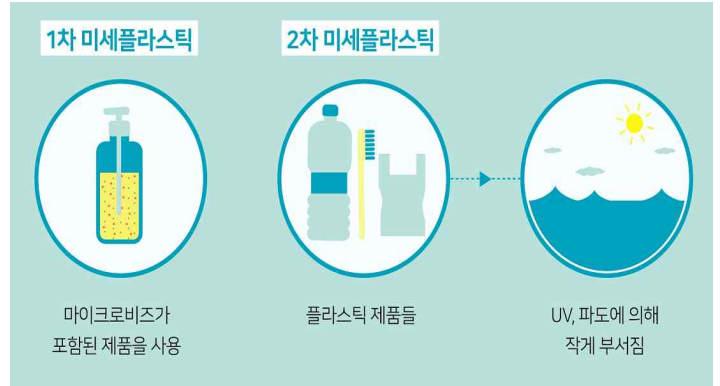 1차 미세플라스틱
2차 미세플라스틱
마이크로비즈가
포함된 제품을 사용
플라스틱 제품들
UV, 파도에 의해
작게 부서짐